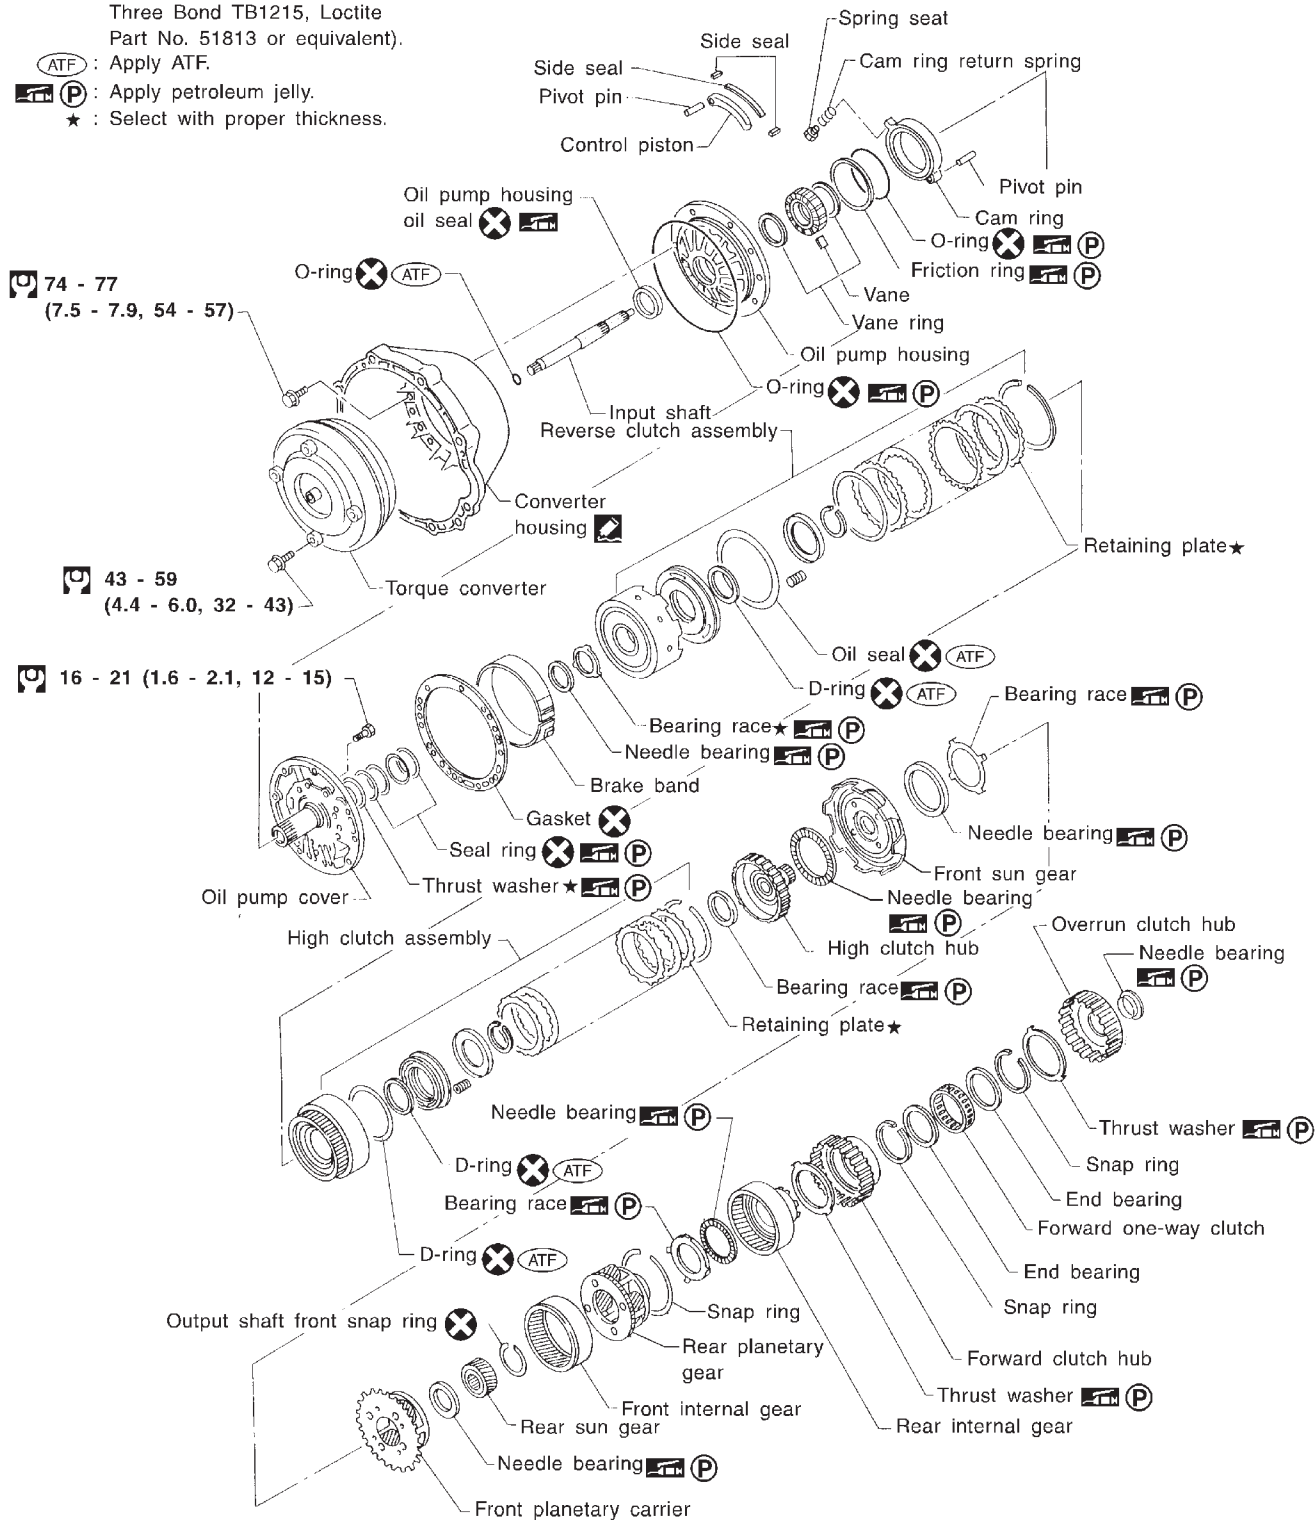 Three Bond TB1215, Loctite
Part No. 51813 or equivalent).
ATF : Apply ATF.
P : Apply petroleum jelly.
★ : Select with proper thickness.
Spring seat
Side seal
Cam ring return spring
Side seal
Pivot pin
Control piston
Pivot pin
Cam ring
Oil pump housing
oil seal
O-ring P
Friction ring P
O-ring ATF
74 - 77
(7.5 - 7.9, 54 - 57)
Vane
Vane ring
Oil pump housing
O-ring P
Input shaft
Reverse clutch assembly
Converter
housing
Retaining plate★
43 - 59
(4.4 - 6.0, 32 - 43)
Torque converter
Oil seal ATF
D-ring ATF
16 - 21 (1.6 - 2.1, 12 - 15)
Bearing race P
Bearing race★ P
Needle bearing P
Brake band
Gasket
Needle bearing P
Seal ring P
Front sun gear
Thrust washer★ P
Oil pump cover
Needle bearing
P
Overrun clutch hub
High clutch assembly
High clutch hub
Needle bearing
P
Bearing race P
Retaining plate★
Needle bearing P
Thrust washer P
D-ring ATF
Snap ring
Bearing race P
End bearing
Forward one-way clutch
D-ring ATF
End bearing
Snap ring
Snap ring
Output shaft front snap ring
Rear planetary
gear
Forward clutch hub
Thrust washer P
Front internal gear
Rear sun gear
Rear internal gear
Needle bearing P
Front planetary carrier